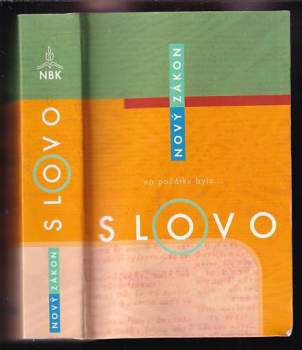 NBK
SLOVO
NOVÝ ZÁKON
NOVÝ ZÁKON
na počátku bylo...
SLOVO